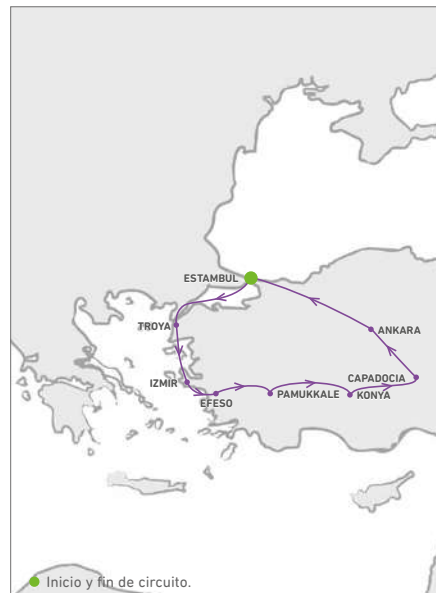 ESTAMBUL
TROYA
ANKARA
IZMIR
CAPADOCIA
EFESO
PAMUKKALE
KONYA
Inicio y fin de circuito.